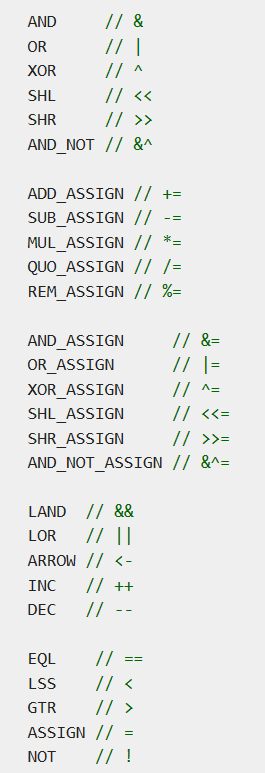 AND     // &
OR      // |
XOR     // ^
SHL     // <<
SHR     // >>
AND_NOT // &^

ADD_ASSIGN // +=
SUB_ASSIGN // -=
MUL_ASSIGN // *=
QUO_ASSIGN // /=
REM_ASSIGN // %=

AND_ASSIGN     // &=
OR_ASSIGN      // |=
XOR_ASSIGN     // ^=
SHL_ASSIGN     // <<=
SHR_ASSIGN     // >>=
AND_NOT_ASSIGN // &^=

LAND  // &&
LOR   // ||
ARROW // <-
INC   // ++
DEC   // --

EQL    // ==
LSS    // <
GTR    // >
ASSIGN // =
NOT    // !